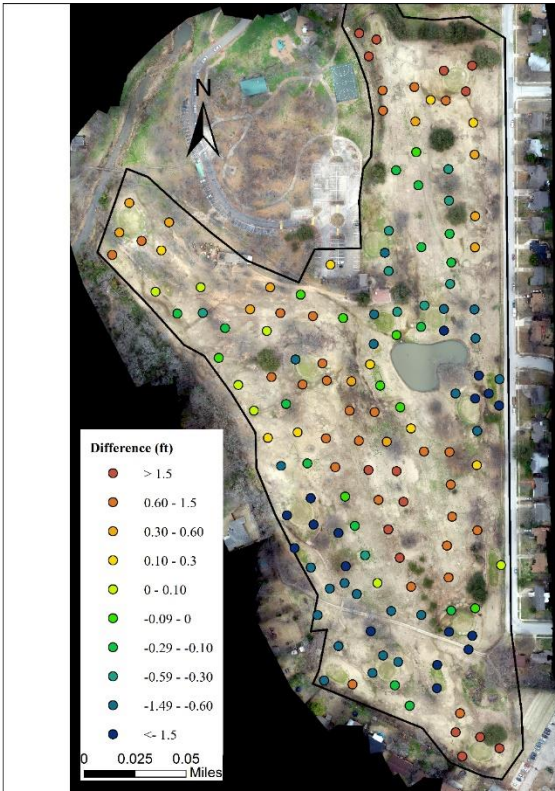 N
Difference (ft)
> 1.5
0.60 - 1.5
0.30 - 0.60
0.10 - 0.3
0 - 0.10
-0.09 - 0
-0.29 - -0.10
-0.59 - -0.30
-1.49 - -0.60
<- 1.5
0 0.025 0.05
Miles